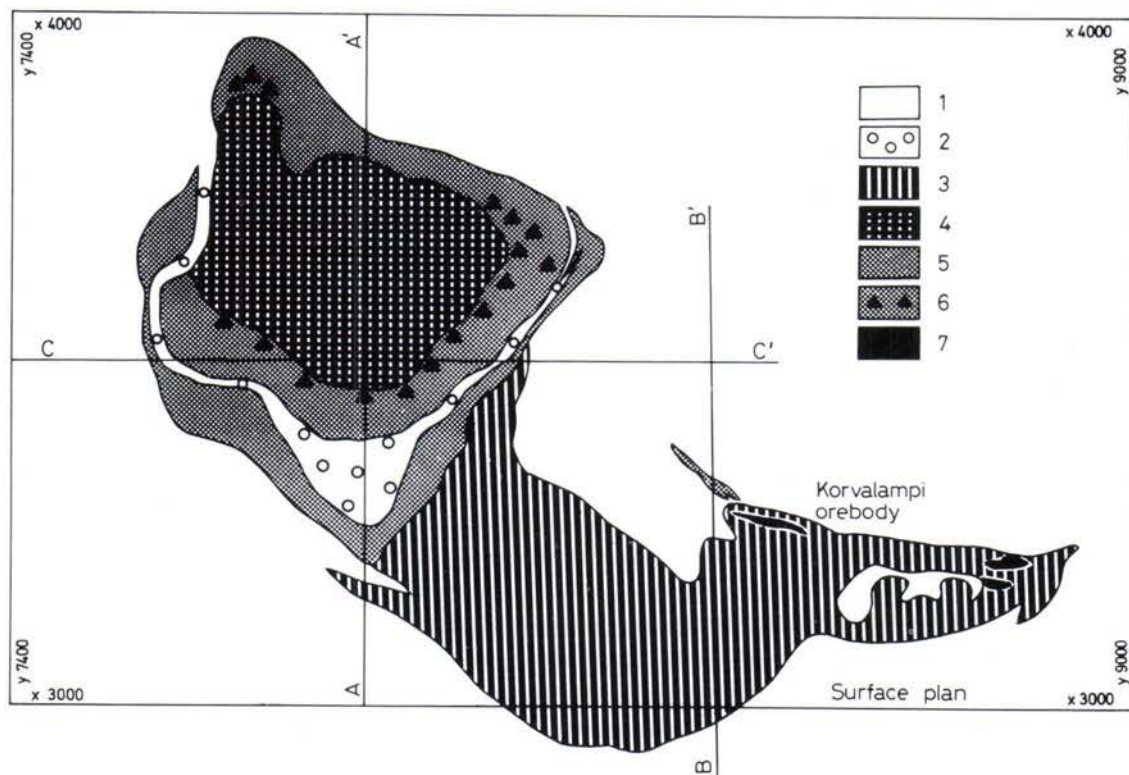 x 4000
x 4000
y 7400
A'
y 9000
1
2
3
4
5
6
7
B'
C
C'
Korvalampi
orebody
y 7400
x 3000
A
Surface plan
y 9000
x 3000
B